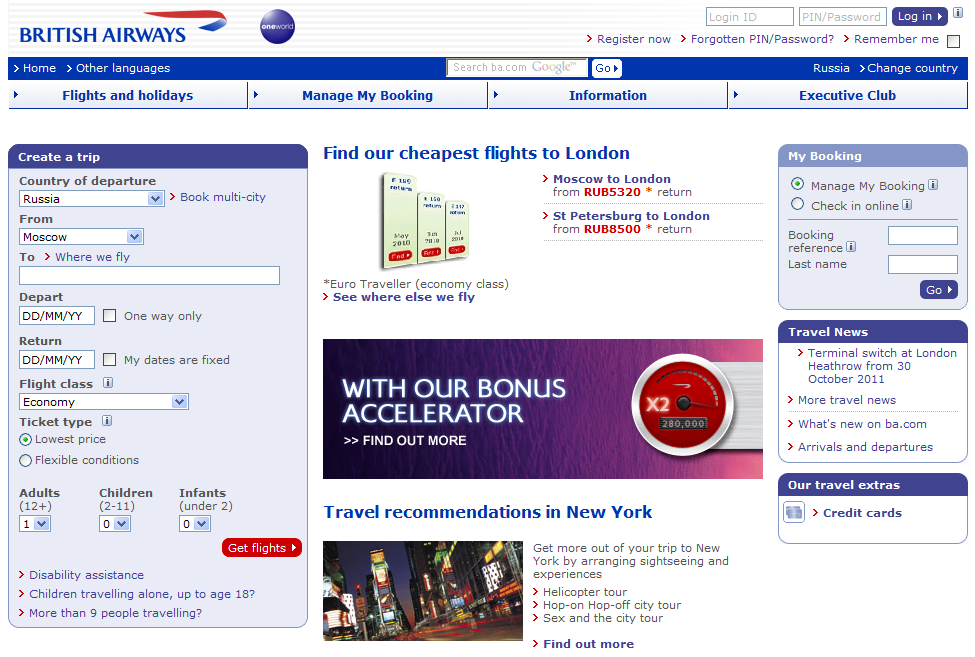 BRITISH AIRWAYS
oneworld
Login ID
PIN/Password
Log in
Register now
Forgotten PIN/Password?
Remember me
Home
Other languages
Search ba.com Google™
Go
Russia
Change country
Flights and holidays
Manage My Booking
Information
Executive Club
Create a trip
Country of departure
Russia
Book multi-city
From
Moscow
To
Where we fly
Depart
DD/MM/YY
One way only
Return
DD/MM/YY
My dates are fixed
Flight class
Economy
Ticket type
Lowest price
Flexible conditions
Adults
(12+)
1
Children
(2-11)
0
Infants
(under 2)
0
Get flights
Disability assistance
Children travelling alone, up to age 18?
More than 9 people travelling?
Find our cheapest flights to London
return
May
2010
return
2010
return
2010
Moscow to London
from RUB5320 * return
St Petersburg to London
from RUB8500 * return
*Euro Traveller (economy class)
See where else we fly
WITH OUR BONUS
ACCELERATOR
>> FIND OUT MORE
X2
280,000
Travel recommendations in New York
Get more out of your trip to New
York by arranging sightseeing and
experiences
Helicopter tour
Hop-on Hop-off city tour
Sex and the city tour
Find out more
My Booking
Manage My Booking
Check in online
Booking
reference
Last name
Go
Travel News
Terminal switch at London
Heathrow from 30
October 2011
More travel news
What's new on ba.com
Arrivals and departures
Our travel extras
Credit cards